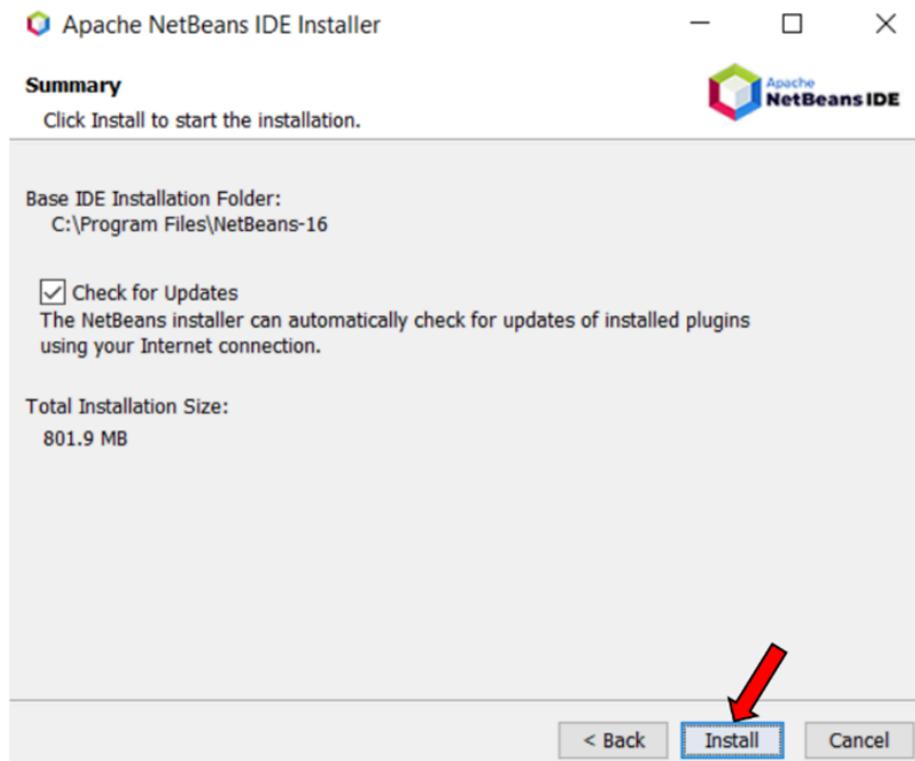 Apache NetBeans IDE Installer
Summary
Apache
NetBeans IDE
Click Install to start the installation.
Base IDE Installation Folder:
C:\Program Files\NetBeans-16
Check for Updates
The NetBeans installer can automatically check for updates of installed plugins
using your Internet connection.
Total Installation Size:
801.9 MB
< Back
Install
Cancel